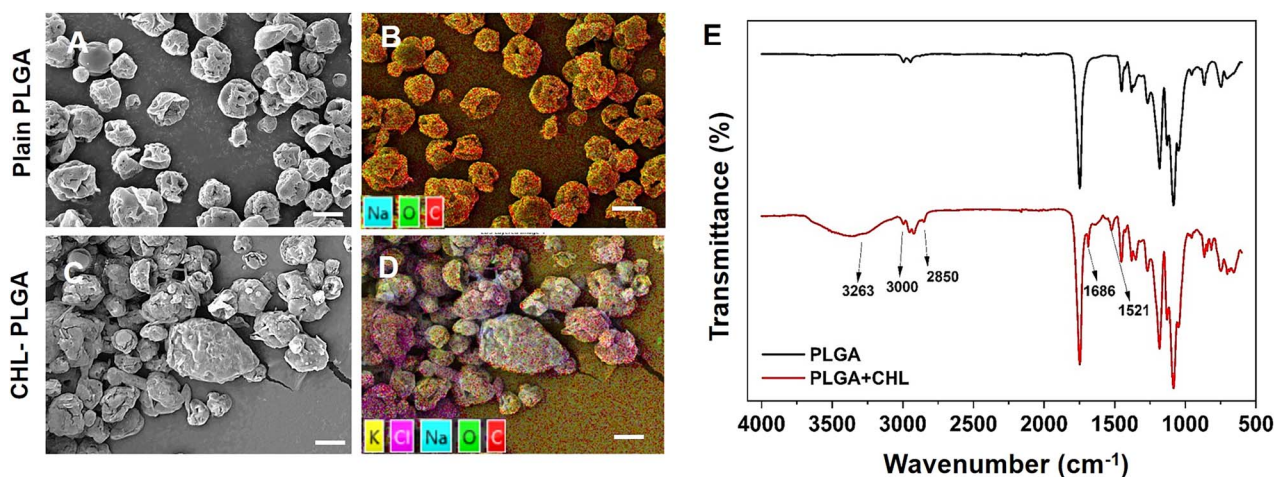 Plain PLGA
CHL- PLGA
A
B
Na O C
C
D
K Cl Na O C
E
Transmittance (%)
3263
3000
2850
1686
1521
PLGA
PLGA+CHL
4000 3500 3000 2500 2000 1500 1000 500
Wavenumber (cm⁻¹)